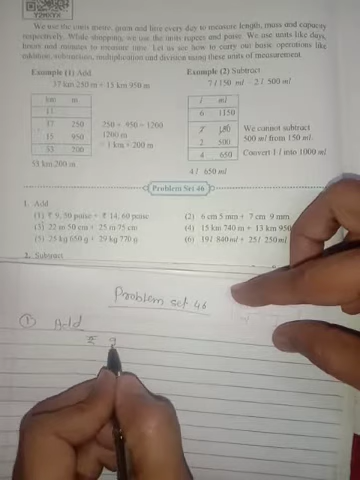 Y2M8YE
We use the units metre, gram and litre every day to measure length, mass and capacity
respectively. While shopping, we use the units rupees and paise. We use units like days,
hours and minutes to measure time. Let us see how to carry out basic operations like
addition, subtraction, multiplication and division using these units of measurement.
Example (1) Add
37 km 250 m + 15 km 950 m
km m
11
37 250
15 950
53 200
250 + 950 = 1200
1200 m
= 1 km + 200 m
53 km 200 m
Example (2) Subtract
7 l 150 ml - 2 l 500 ml
l ml
6 1150
7 150
2 500
4 650
We cannot subtract
500 ml from 150 ml.
Convert 1 l into 1000 ml
4 l 650 ml
Problem Set 46
1. Add
(1) ₹ 9, 50 paise + ₹ 14, 60 paise (2) 6 cm 5 mm + 7 cm 9 mm
(3) 22 m 50 cm + 25 m 75 cm (4) 15 km 740 m + 13 km 950
(5) 25 kg 650 g + 29 kg 770 g (6) 19 l 840 ml + 25 l 250 ml
2. Subtract
Problem set 46
① Add
₹ 9